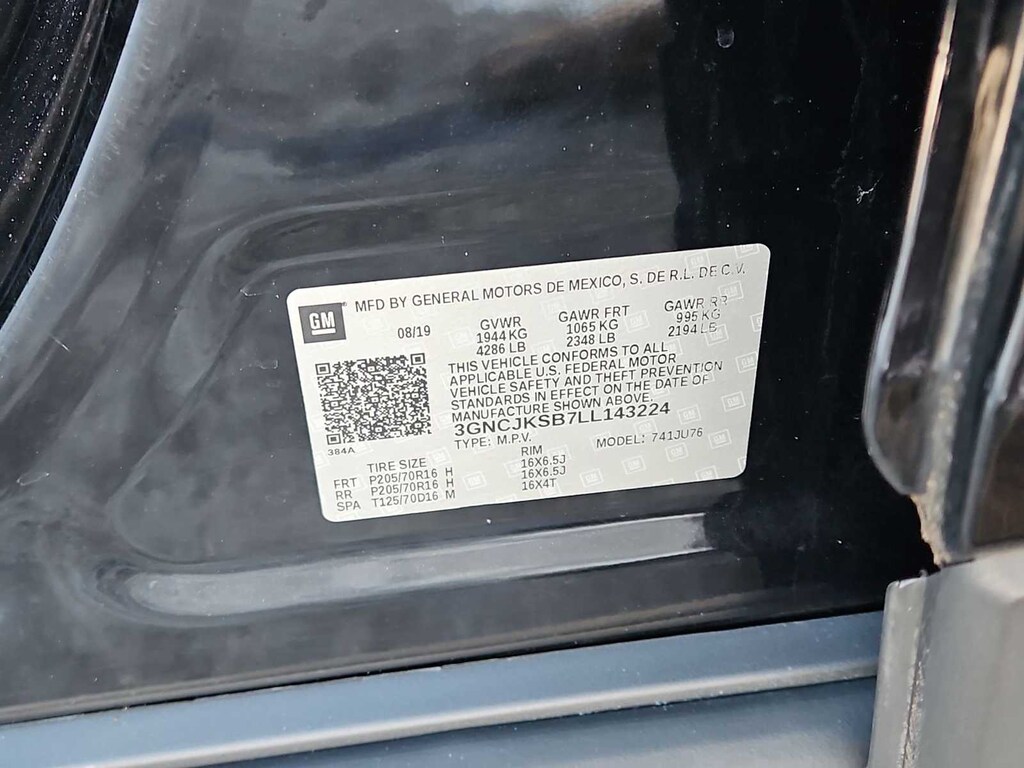 MFD BY GENERAL MOTORS DE MEXICO, S. DE R.L. DE C.V.
GM
08/19
GVWR GAWR FRT GAWR RR
1944 KG 1065 KG 995 KG
4286 LB 2348 LB 2194 LB
THIS VEHICLE CONFORMS TO ALL
APPLICABLE U.S. FEDERAL MOTOR
VEHICLE SAFETY AND THEFT PREVENTION
STANDARDS IN EFFECT ON THE DATE OF
MANUFACTURE SHOWN ABOVE.
3GNCJKSB7LL143224
TYPE: M.P.V. MODEL: 741JU76
384A
TIRE SIZE RIM
FRT P205/70R16 H 16X6.5J
RR P205/70R16 H 16X6.5J
SPA T125/70D16 M 16X4T